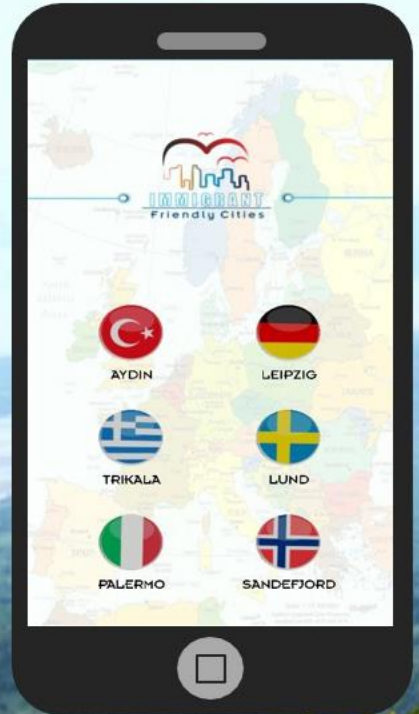 IMMIGRANT
Friendly Cities
AYDIN
LEIPZIG
TRIKALA
LUND
PALERMO
SANDEFJORD